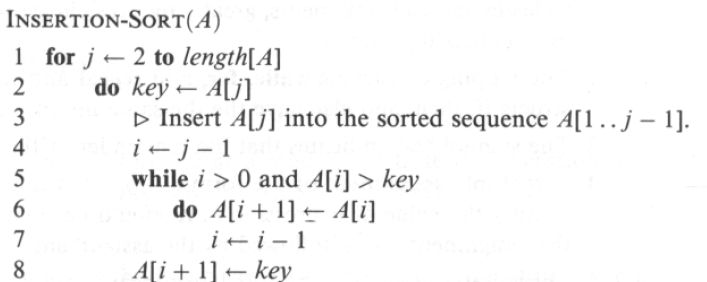 INSERTION-SORT(A)
1 for j ← 2 to length[A]
2 do key ← A[j]
3 ▷ Insert A[j] into the sorted sequence A[1 . . j − 1].
4 i ← j − 1
5 while i > 0 and A[i] > key
6 do A[i + 1] ← A[i]
7 i ← i − 1
8 A[i + 1] ← key